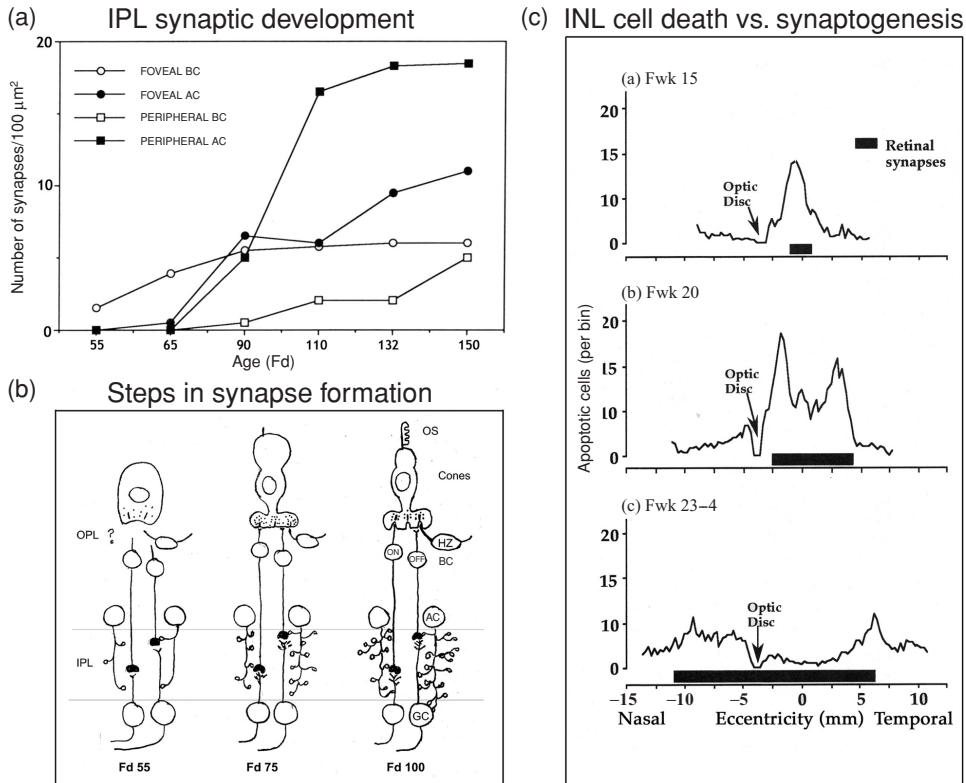 (a) IPL synaptic development
20
10
0
Number of synapses/100 μm²
FOVEAL BC
FOVEAL AC
PERIPHERAL BC
PERIPHERAL AC
55 65 90 110 132 150
Age (Fd)
(b) Steps in synapse formation
OS
Cones
OPL ?
HZ
ON OFF BC
AC
IPL
GC
Fd 55 Fd 75 Fd 100
(c) INL cell death vs. synaptogenesis
Apoptotic cells (per bin)
(a) Fwk 15
20
15
10
0
Retinal
synapses
Optic
Disc
(b) Fwk 20
20
15
10
0
Optic
Disc
(c) Fwk 23–4
20
15
10
0
Optic
Disc
−15 −10 −5 0 5 10
Nasal Eccentricity (mm) Temporal